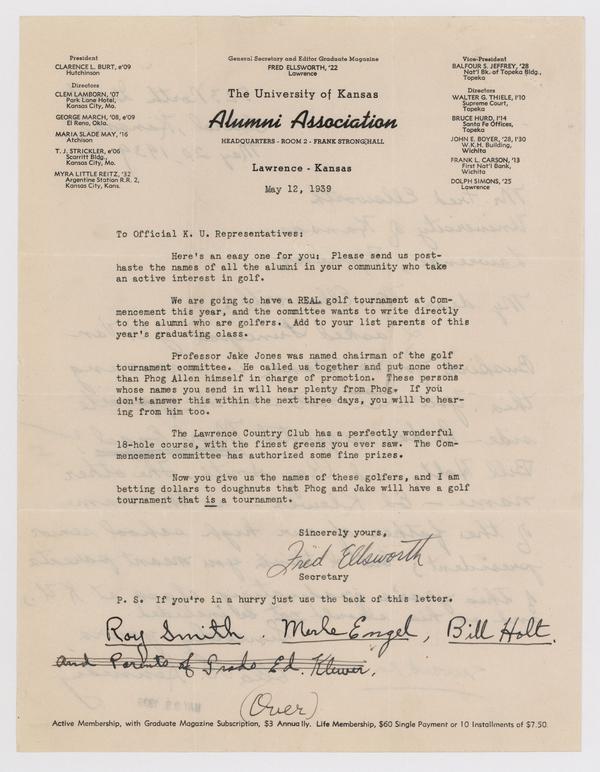 President
CLARENCE L. BURT, e'09
Hutchinson
Directors
CLEM LAMBORN, '07
Park Lane Hotel,
Kansas City, Mo.
GEORGE MARCH, '08, e'09
El Reno, Okla.
MARIA SLADE MAY, '16
Atchison
T. J. STRICKLER, e'06
Scarritt Bldg.,
Kansas City, Mo.
MYRA LITTLE REITZ, '32
Argentine Station R.R. 2,
Kansas City, Kans.
General Secretary and Editor Graduate Magazine
FRED ELLSWORTH, '22
Lawrence
The University of Kansas
Alumni Association
HEADQUARTERS - ROOM 2 - FRANK STRONG HALL
Lawrence - Kansas
Vice-President
BALFOUR S. JEFFREY, '28
Nat'l Bk. of Topeka Bldg.,
Topeka
Directors
WALTER G. THIELE, l'10
Supreme Court,
Topeka
BRUCE HURD, l'14
Santa Fe Offices,
Topeka
JOHN E. BOYER, '28, l'30
W.K.H. Building,
Wichita
FRANK L. CARSON, '13
First Nat'l Bank,
Wichita
DOLPH SIMONS, '25
Lawrence
May 12, 1939
To Official K. U. Representatives:
Here's an easy one for you: Please send us post-
haste the names of all the alumni in your community who take
an active interest in golf.
We are going to have a REAL golf tournament at Com-
mencement this year, and the committee wants to write directly
to the alumni who are golfers. Add to your list parents of this
year's graduating class.
Professor Jake Jones was named chairman of the golf
tournament committee. He called us together and put none other
than Phog Allen himself in charge of promotion. These persons
whose names you send in will hear plenty from Phog. If you
don't answer this within the next three days, you will be hear-
ing from him too.
The Lawrence Country Club has a perfectly wonderful
18-hole course, with the finest greens you ever saw. The Com-
mencement committee has authorized some fine prizes.
Now you give us the names of these golfers, and I am
betting dollars to doughnuts that Phog and Jake will have a golf
tournament that is a tournament.
Sincerely yours,
Fred Ellsworth
Secretary
P. S. If you're in a hurry just use the back of this letter.
Roy Smith. Merle Engel, Bill Holt.
and Parents of Grads Ed.
(Over)
Active Membership, with Graduate Magazine Subscription, $3 Annually. Life Membership, $60 Single Payment or 10 Installments of $7.50.